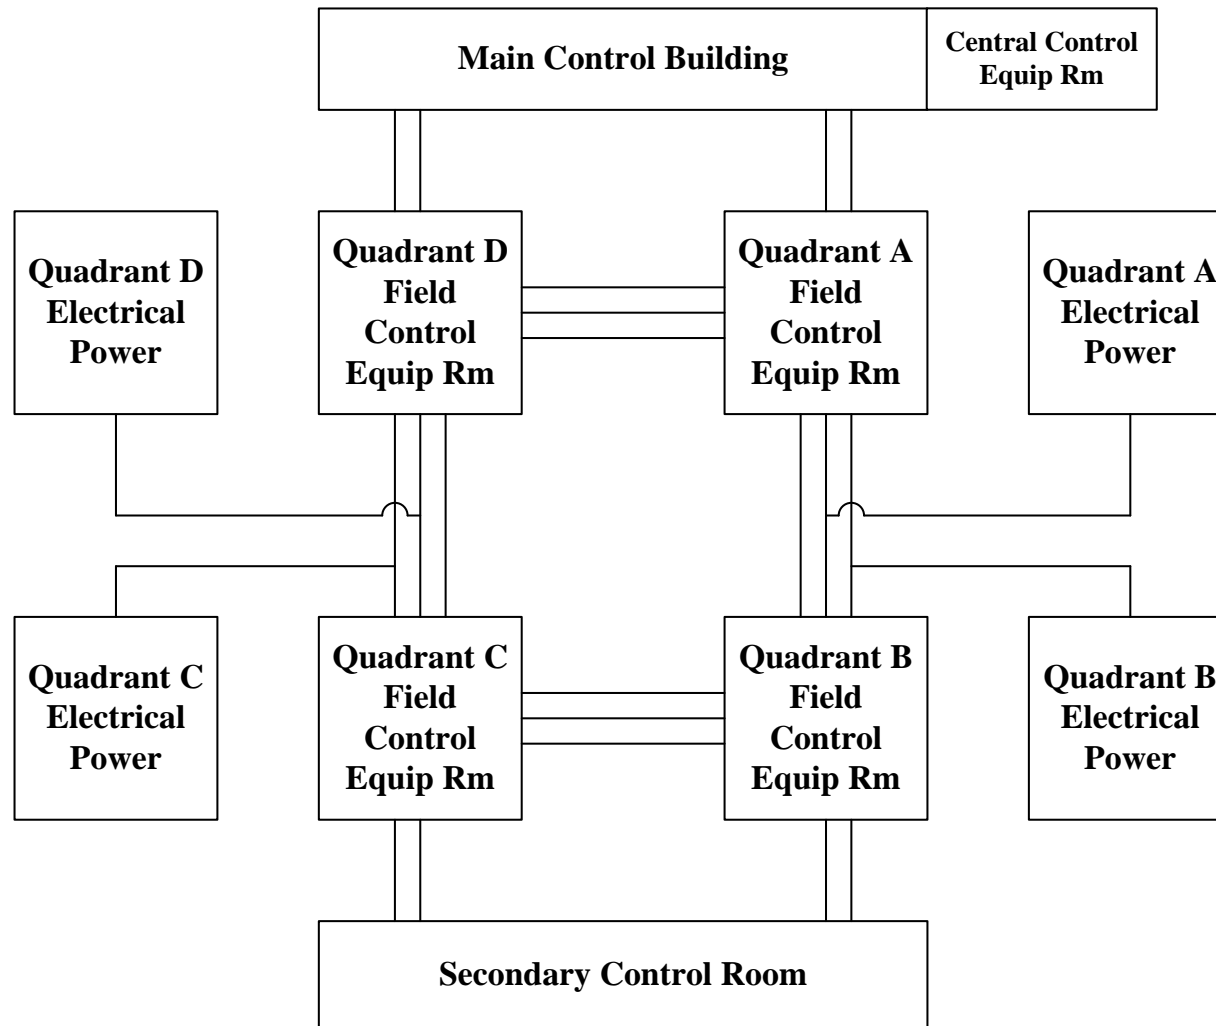 Main Control Building
Central Control
Equip Rm
Quadrant D
Electrical
Power
Quadrant D
Field
Control
Equip Rm
Quadrant A
Field
Control
Equip Rm
Quadrant A
Electrical
Power
Quadrant C
Electrical
Power
Quadrant C
Field
Control
Equip Rm
Quadrant B
Field
Control
Equip Rm
Quadrant B
Electrical
Power
Secondary Control Room